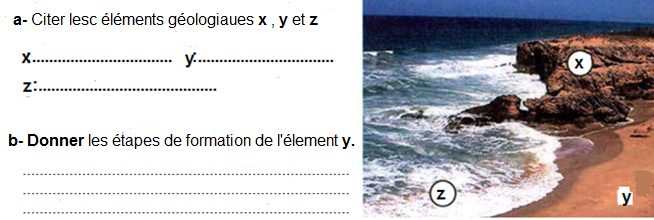 a- Citer lesc éléments géologiaues x , y et z
x................................. y:................................
z:..........................................
b- Donner les étapes de formation de l'élement y.
..............................................................................
..............................................................................
..............................................................................
x
z
y